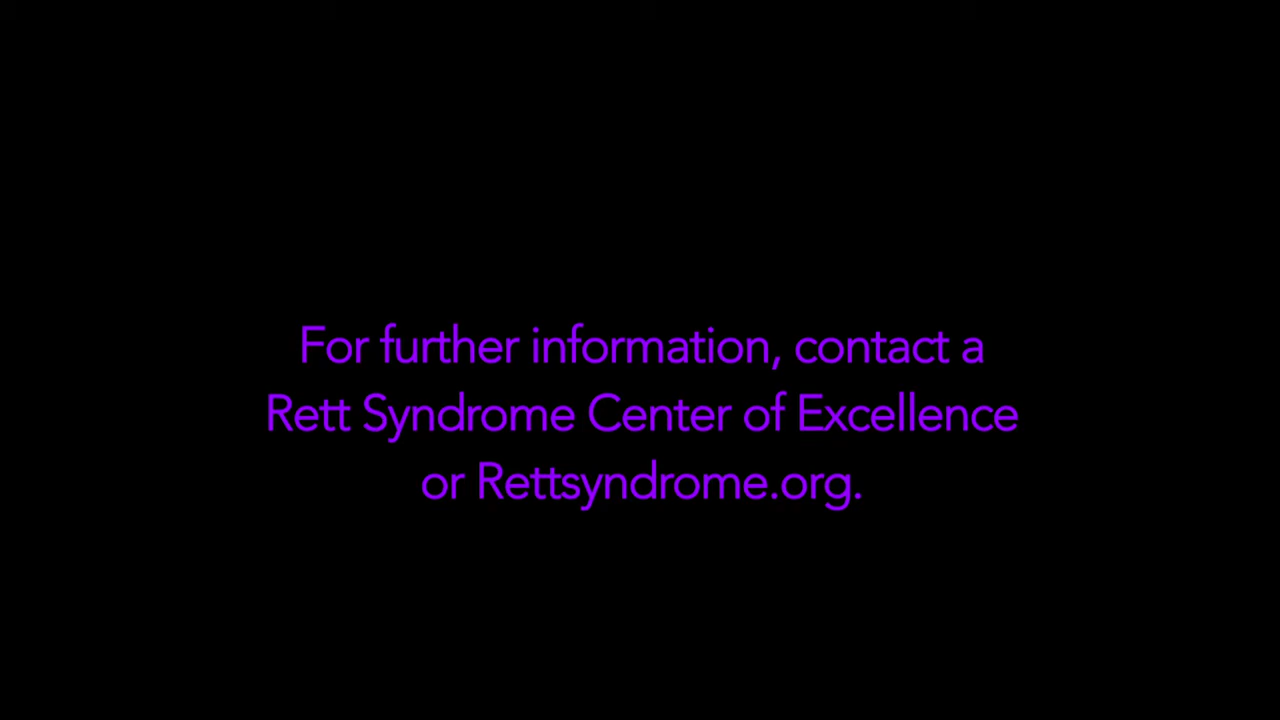 For further information, contact a
Rett Syndrome Center of Excellence
or Rettsyndrome.org.